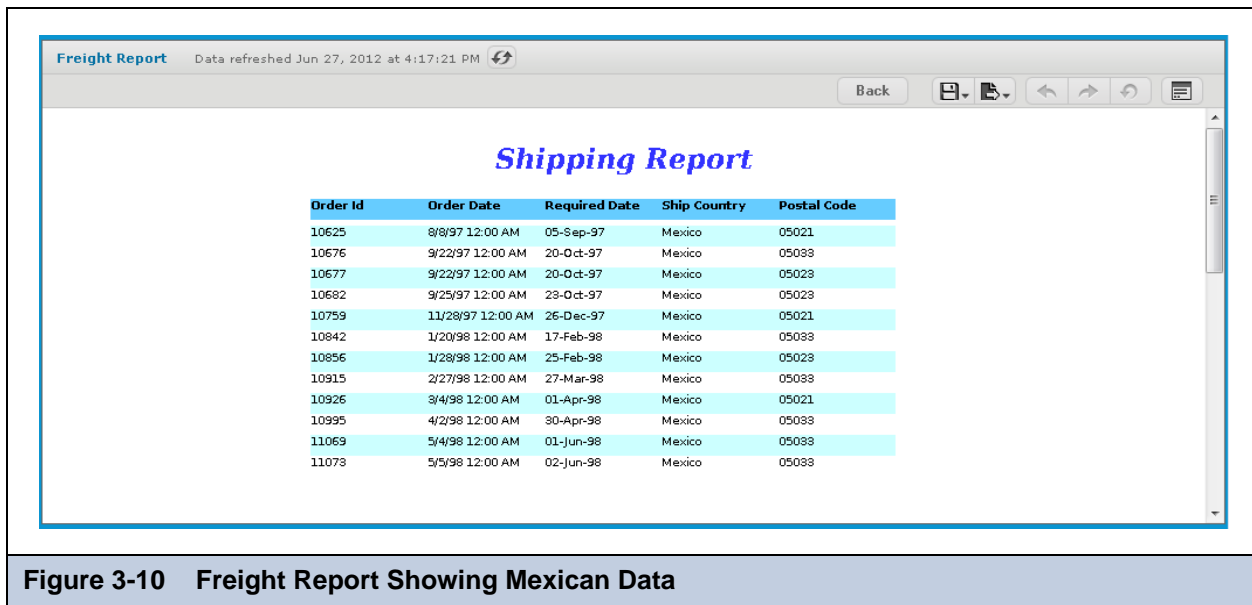 Freight Report Data refreshed Jun 27, 2012 at 4:17:21 PM
Back
Shipping Report
Order Id Order Date Required Date Ship Country Postal Code
10625 8/8/97 12:00 AM 05-Sep-97 Mexico 05021
10676 9/22/97 12:00 AM 20-Oct-97 Mexico 05033
10677 9/22/97 12:00 AM 20-Oct-97 Mexico 05023
10682 9/25/97 12:00 AM 23-Oct-97 Mexico 05023
10759 11/28/97 12:00 AM 26-Dec-97 Mexico 05021
10842 1/20/98 12:00 AM 17-Feb-98 Mexico 05033
10856 1/28/98 12:00 AM 25-Feb-98 Mexico 05023
10915 2/27/98 12:00 AM 27-Mar-98 Mexico 05033
10926 3/4/98 12:00 AM 01-Apr-98 Mexico 05021
10995 4/2/98 12:00 AM 30-Apr-98 Mexico 05033
11069 5/4/98 12:00 AM 01-Jun-98 Mexico 05033
11073 5/5/98 12:00 AM 02-Jun-98 Mexico 05033
Figure 3-10 Freight Report Showing Mexican Data